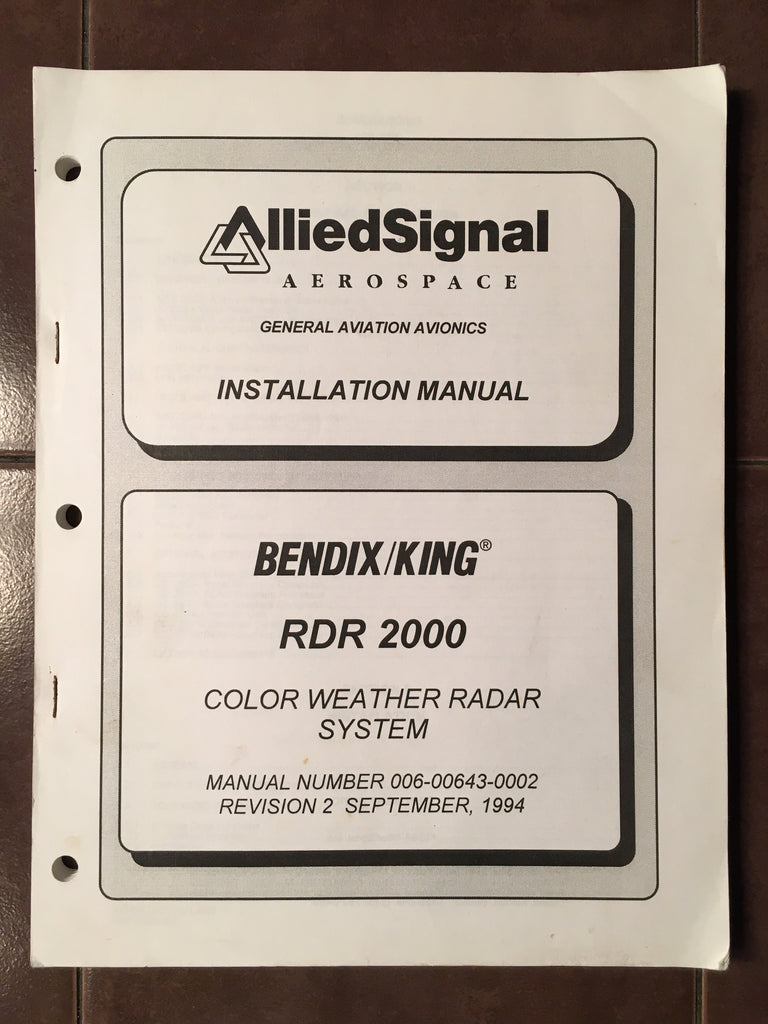 AlliedSignal
AEROSPACE
GENERAL AVIATION AVIONICS
INSTALLATION MANUAL
BENDIX/KING®
RDR 2000
COLOR WEATHER RADAR
SYSTEM
MANUAL NUMBER 006-00643-0002
REVISION 2 SEPTEMBER, 1994